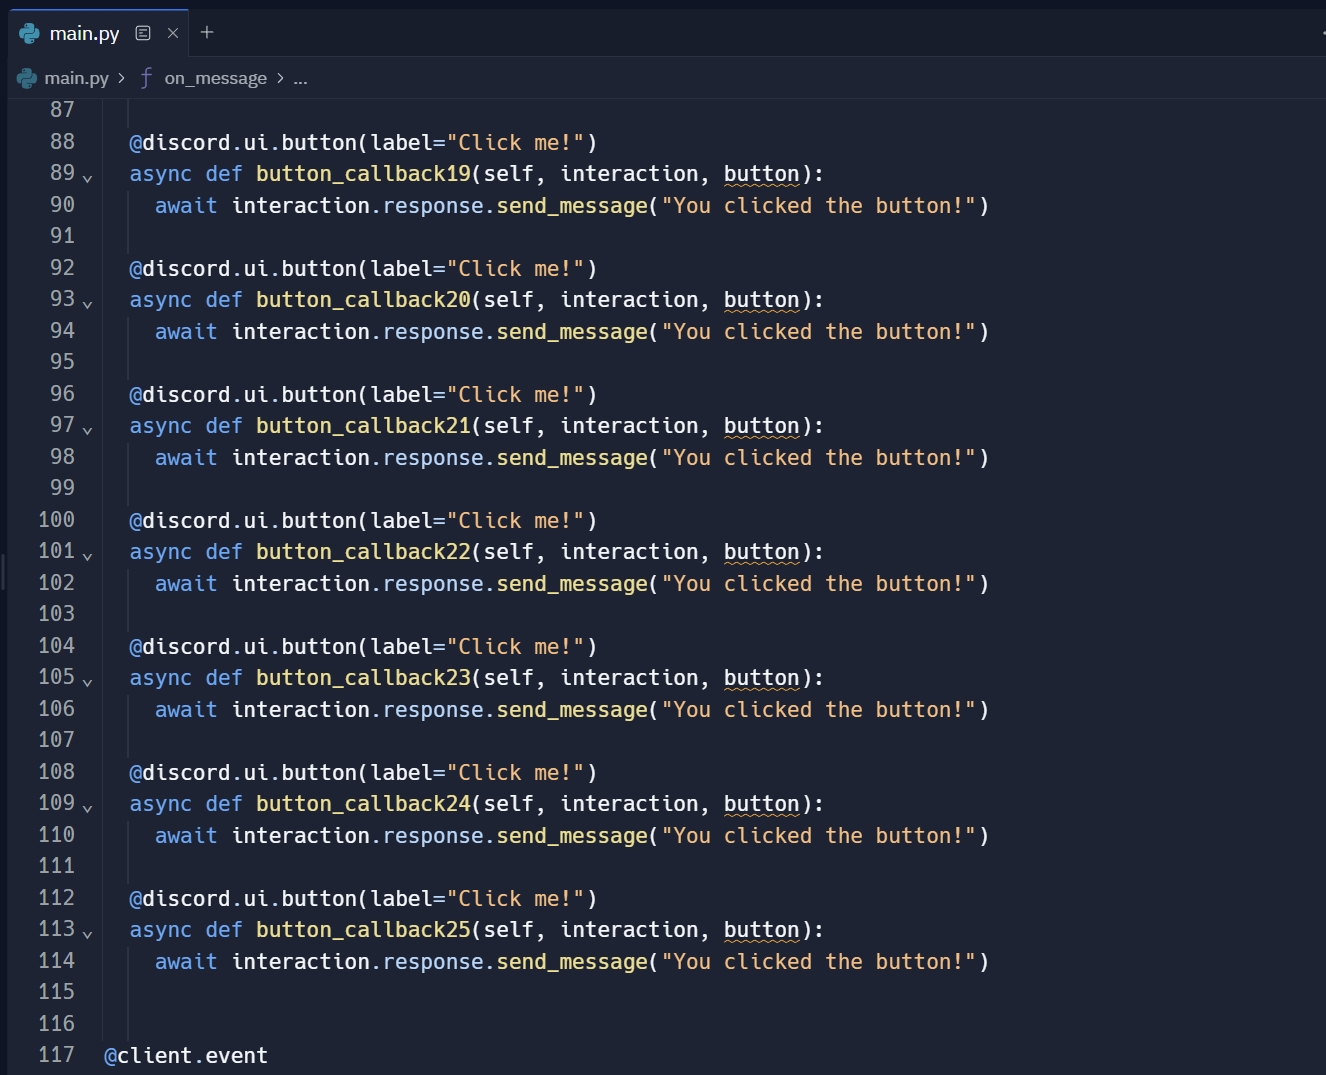 main.py
main.py > on_message > ...
87
88 @discord.ui.button(label="Click me!")
89 async def button_callback19(self, interaction, button):
90 await interaction.response.send_message("You clicked the button!")
91
92 @discord.ui.button(label="Click me!")
93 async def button_callback20(self, interaction, button):
94 await interaction.response.send_message("You clicked the button!")
95
96 @discord.ui.button(label="Click me!")
97 async def button_callback21(self, interaction, button):
98 await interaction.response.send_message("You clicked the button!")
99
100 @discord.ui.button(label="Click me!")
101 async def button_callback22(self, interaction, button):
102 await interaction.response.send_message("You clicked the button!")
103
104 @discord.ui.button(label="Click me!")
105 async def button_callback23(self, interaction, button):
106 await interaction.response.send_message("You clicked the button!")
107
108 @discord.ui.button(label="Click me!")
109 async def button_callback24(self, interaction, button):
110 await interaction.response.send_message("You clicked the button!")
111
112 @discord.ui.button(label="Click me!")
113 async def button_callback25(self, interaction, button):
114 await interaction.response.send_message("You clicked the button!")
115
116
117 @client.event